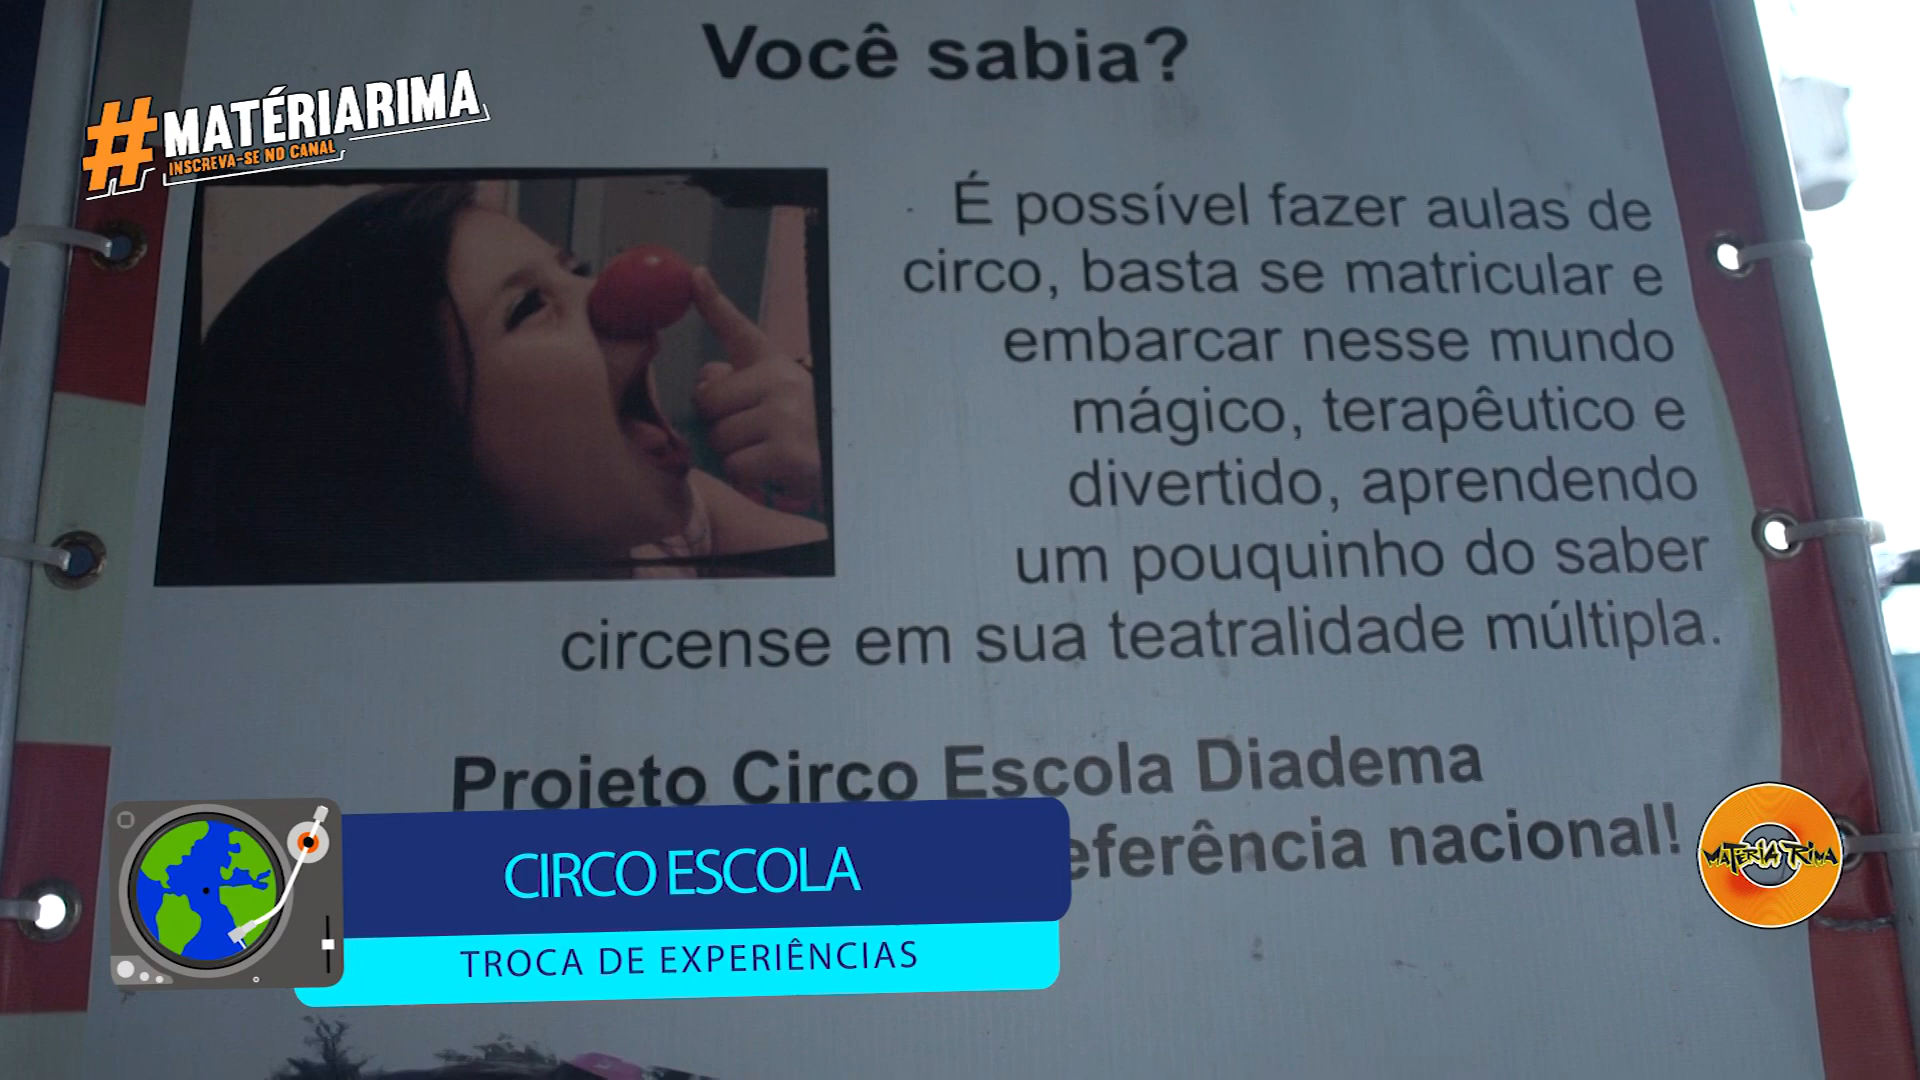 Você sabia?
#MATÉRIARIMA
INSCREVA-SE NO CANAL
É possível fazer aulas de
circo, basta se matricular e
embarcar nesse mundo
mágico, terapêutico e
divertido, aprendendo
um pouquinho do saber
circense em sua teatralidade múltipla.
Projeto Circo Escola Diadema
eferência nacional!
CIRCO ESCOLA
TROCA DE EXPERIÊNCIAS
MATÉRIA RIMA